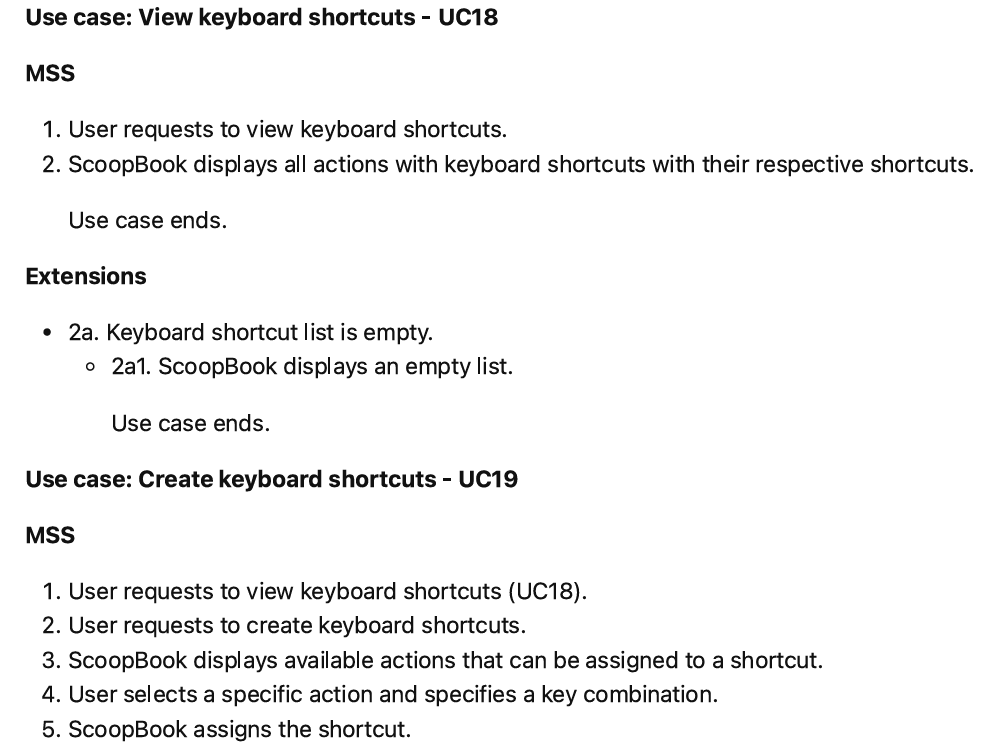 Use case: View keyboard shortcuts - UC18
MSS
1. User requests to view keyboard shortcuts.
2. ScoopBook displays all actions with keyboard shortcuts with their respective shortcuts.
Use case ends.
Extensions
• 2a. Keyboard shortcut list is empty.
◦ 2a1. ScoopBook displays an empty list.
Use case ends.
Use case: Create keyboard shortcuts - UC19
MSS
1. User requests to view keyboard shortcuts (UC18).
2. User requests to create keyboard shortcuts.
3. ScoopBook displays available actions that can be assigned to a shortcut.
4. User selects a specific action and specifies a key combination.
5. ScoopBook assigns the shortcut.